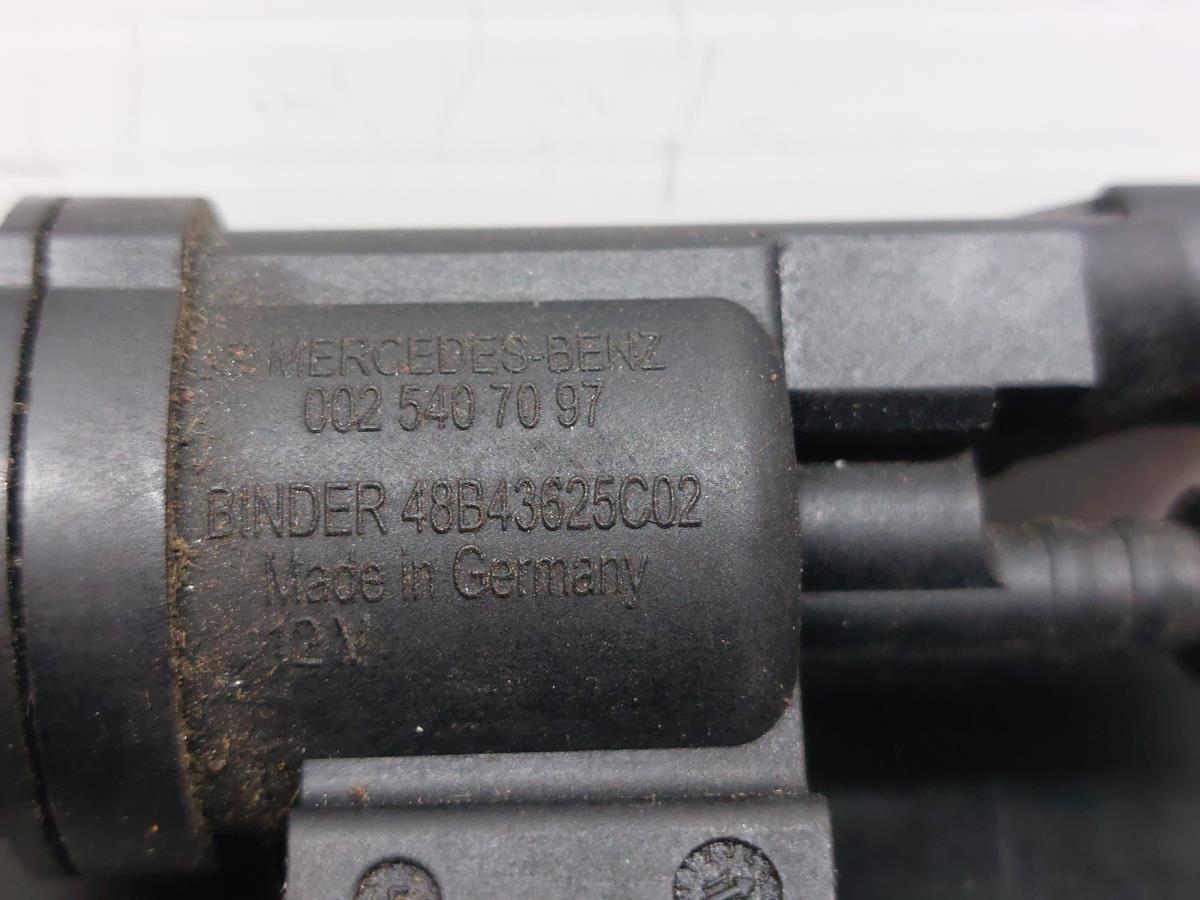 MERCEDES-BENZ
002 540 70 97
BINDER 48B43625C02
Made in Germany
12 V